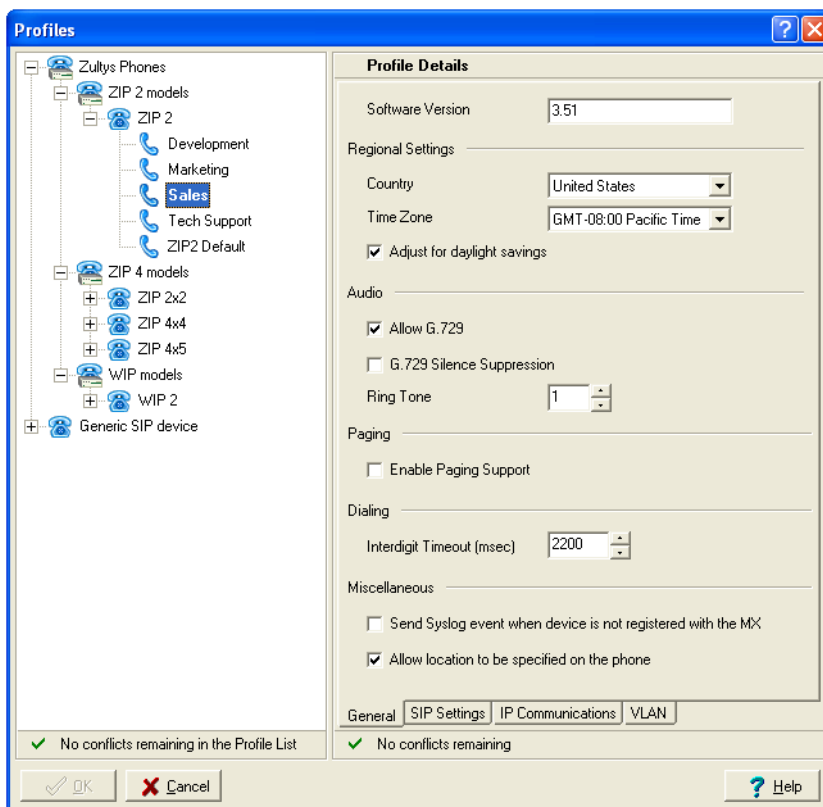 Profiles
Zultys Phones
ZIP 2 models
ZIP 2
Development
Marketing
Sales
Tech Support
ZIP2 Default
ZIP 4 models
ZIP 2x2
ZIP 4x4
ZIP 4x5
WIP models
WIP 2
Generic SIP device
No conflicts remaining in the Profile List
Profile Details
Software Version 3.51
Regional Settings
Country United States
Time Zone GMT-08:00 Pacific Time
Adjust for daylight savings
Audio
Allow G.729
G.729 Silence Suppression
Ring Tone 1
Paging
Enable Paging Support
Dialing
Interdigit Timeout (msec) 2200
Miscellaneous
Send Syslog event when device is not registered with the MX
Allow location to be specified on the phone
General SIP Settings IP Communications VLAN
No conflicts remaining
OK Cancel ? Help